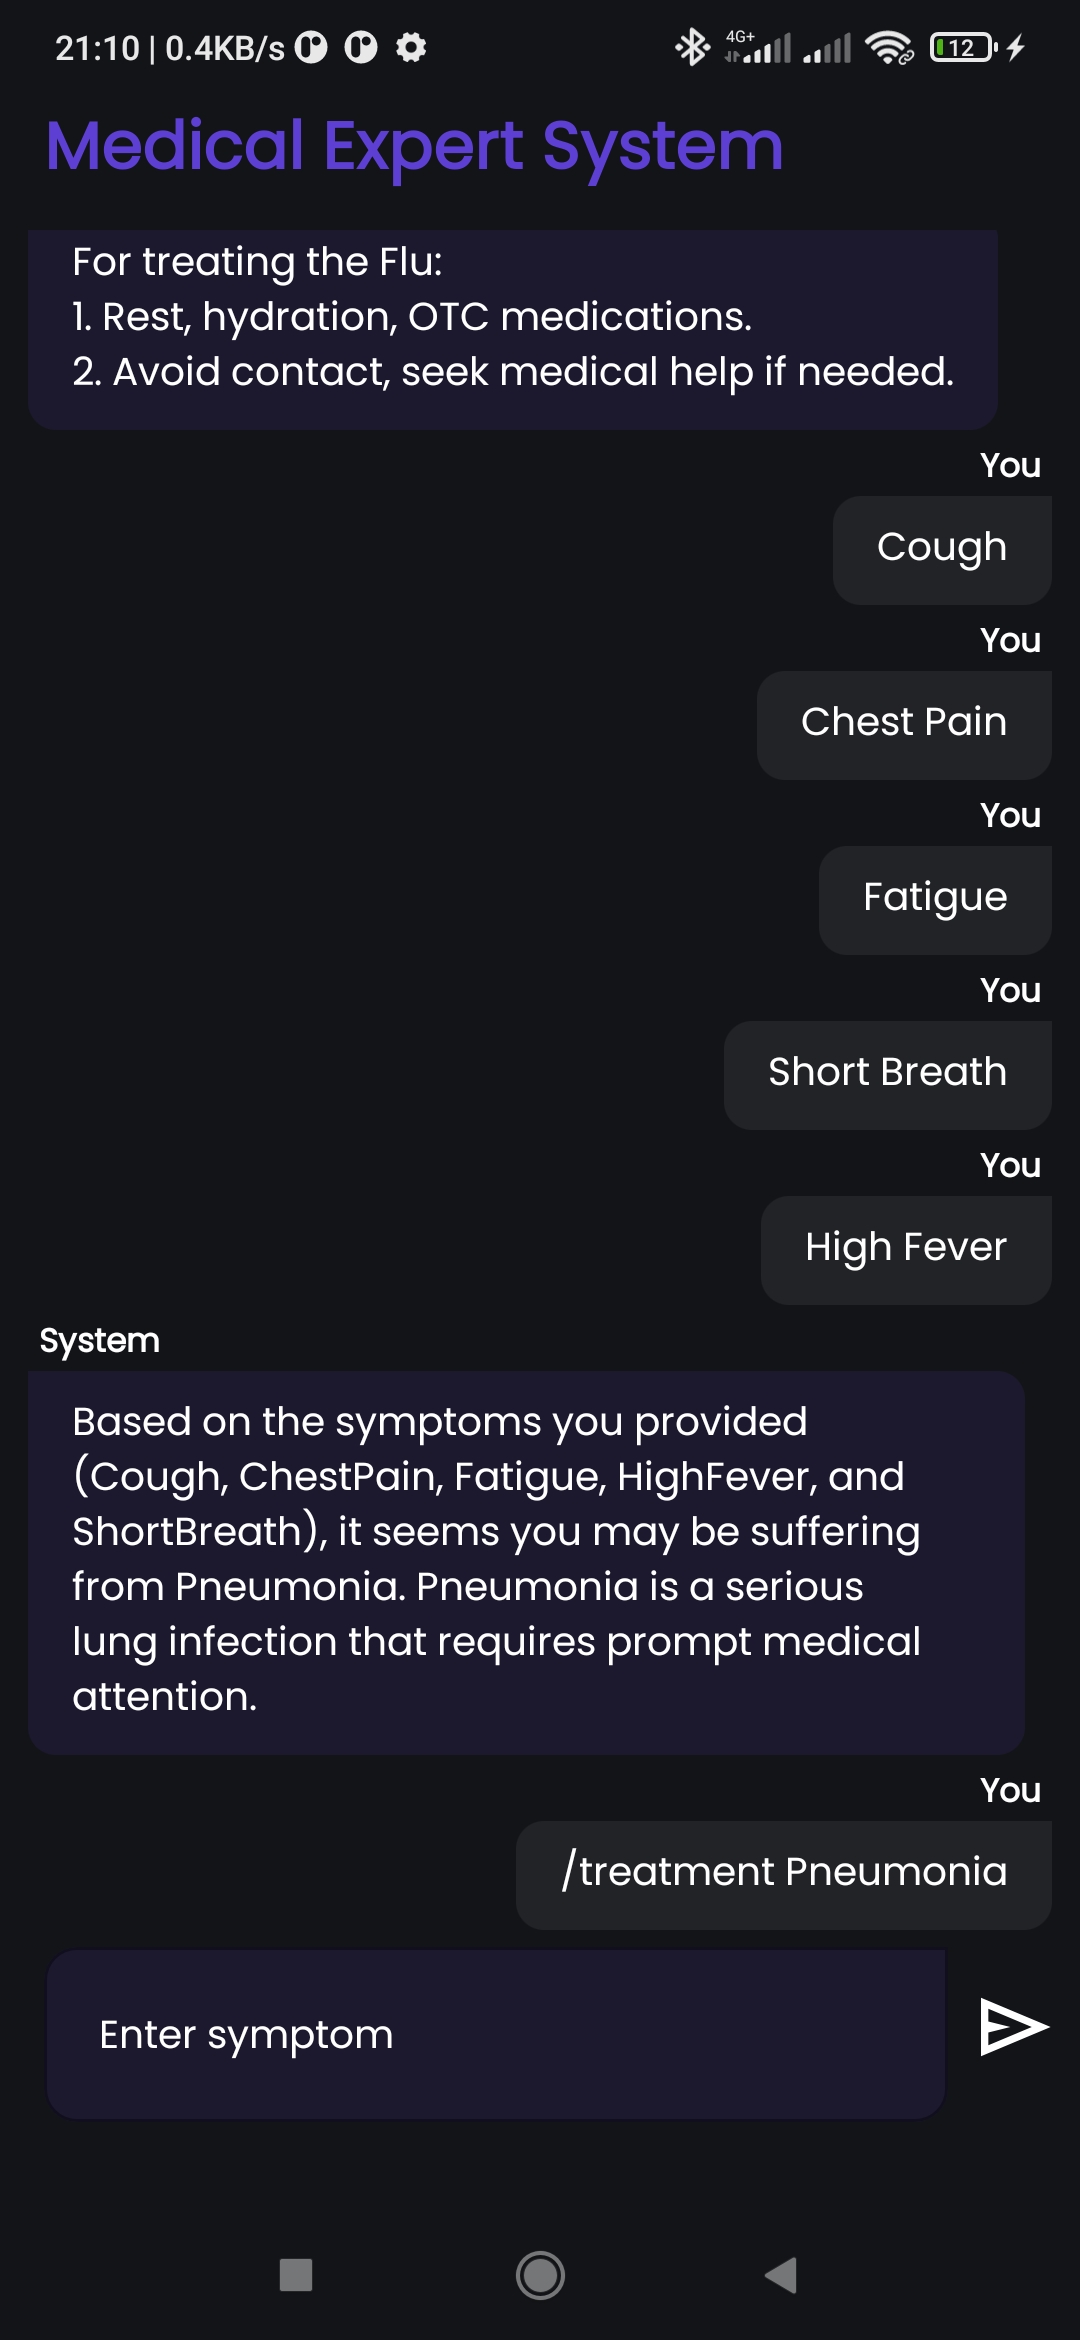 21:10 | 0.4KB/s
4G+
12
Medical Expert System
For treating the Flu:
1. Rest, hydration, OTC medications.
2. Avoid contact, seek medical help if needed.
You
Cough
You
Chest Pain
You
Fatigue
You
Short Breath
You
High Fever
System
Based on the symptoms you provided
(Cough, ChestPain, Fatigue, HighFever, and
ShortBreath), it seems you may be suffering
from Pneumonia. Pneumonia is a serious
lung infection that requires prompt medical
attention.
You
/treatment Pneumonia
Enter symptom